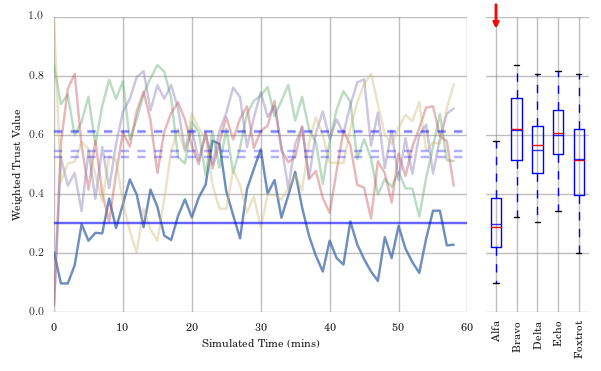 Weighted Trust Value
1.0
0.8
0.6
0.4
0.2
0.0
0 10 20 30 40 50 60
Simulated Time (mins)
Alfa
Bravo
Delta
Echo
Foxtrot